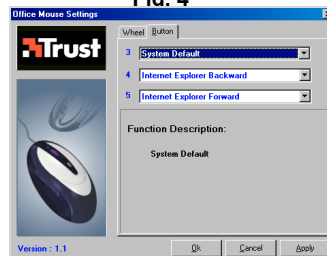 Fig. 4
Office Mouse Settings
Trust
Wheel Button
3 System Default
4 Internet Explorer Backward
5 Internet Explorer Forward
Function Description:
System Default
Version : 1.1
Ok Cancel Apply